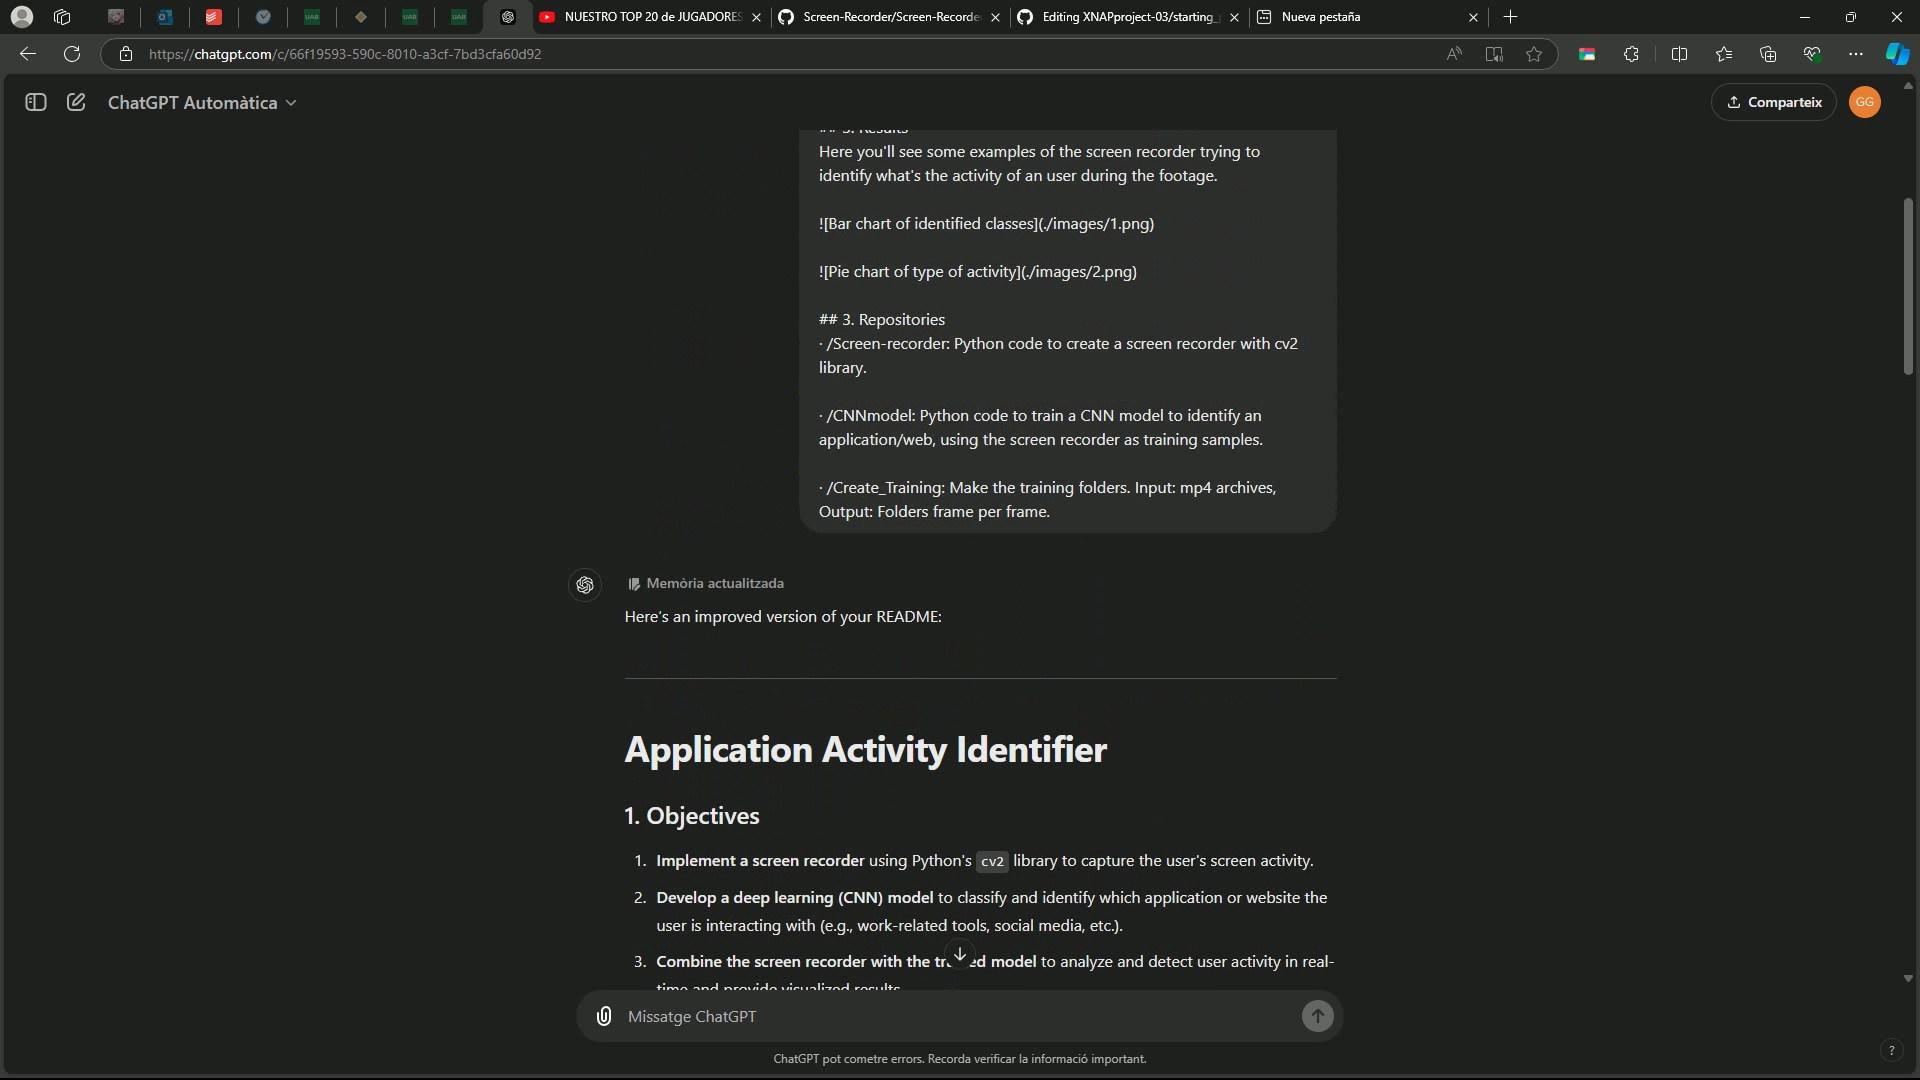 NUESTRO TOP 20 de JUGADORES
Screen-Recorder/Screen-Recorde
Editing XNAPproject-03/starting_
Nueva pestaña
https://chatgpt.com/c/66f19593-590c-8010-a3cf-7bd3cfa60d92
ChatGPT Automàtica
Comparteix
GG
## 5. Results
Here you'll see some examples of the screen recorder trying to
identify what's the activity of an user during the footage.
![Bar chart of identified classes](./images/1.png)
![Pie chart of type of activity](./images/2.png)
## 3. Repositories
· /Screen-recorder: Python code to create a screen recorder with cv2
library.
· /CNNmodel: Python code to train a CNN model to identify an
application/web, using the screen recorder as training samples.
· /Create_Training: Make the training folders. Input: mp4 archives,
Output: Folders frame per frame.
Memòria actualitzada
Here's an improved version of your README:
Application Activity Identifier
1. Objectives
1. Implement a screen recorder using Python's cv2 library to capture the user's screen activity.
2. Develop a deep learning (CNN) model to classify and identify which application or website the
user is interacting with (e.g., work-related tools, social media, etc.).
3. Combine the screen recorder with the trained model to analyze and detect user activity in real-
time and provide visualized results.
Missatge ChatGPT
ChatGPT pot cometre errors. Recorda verificar la informació important.
?